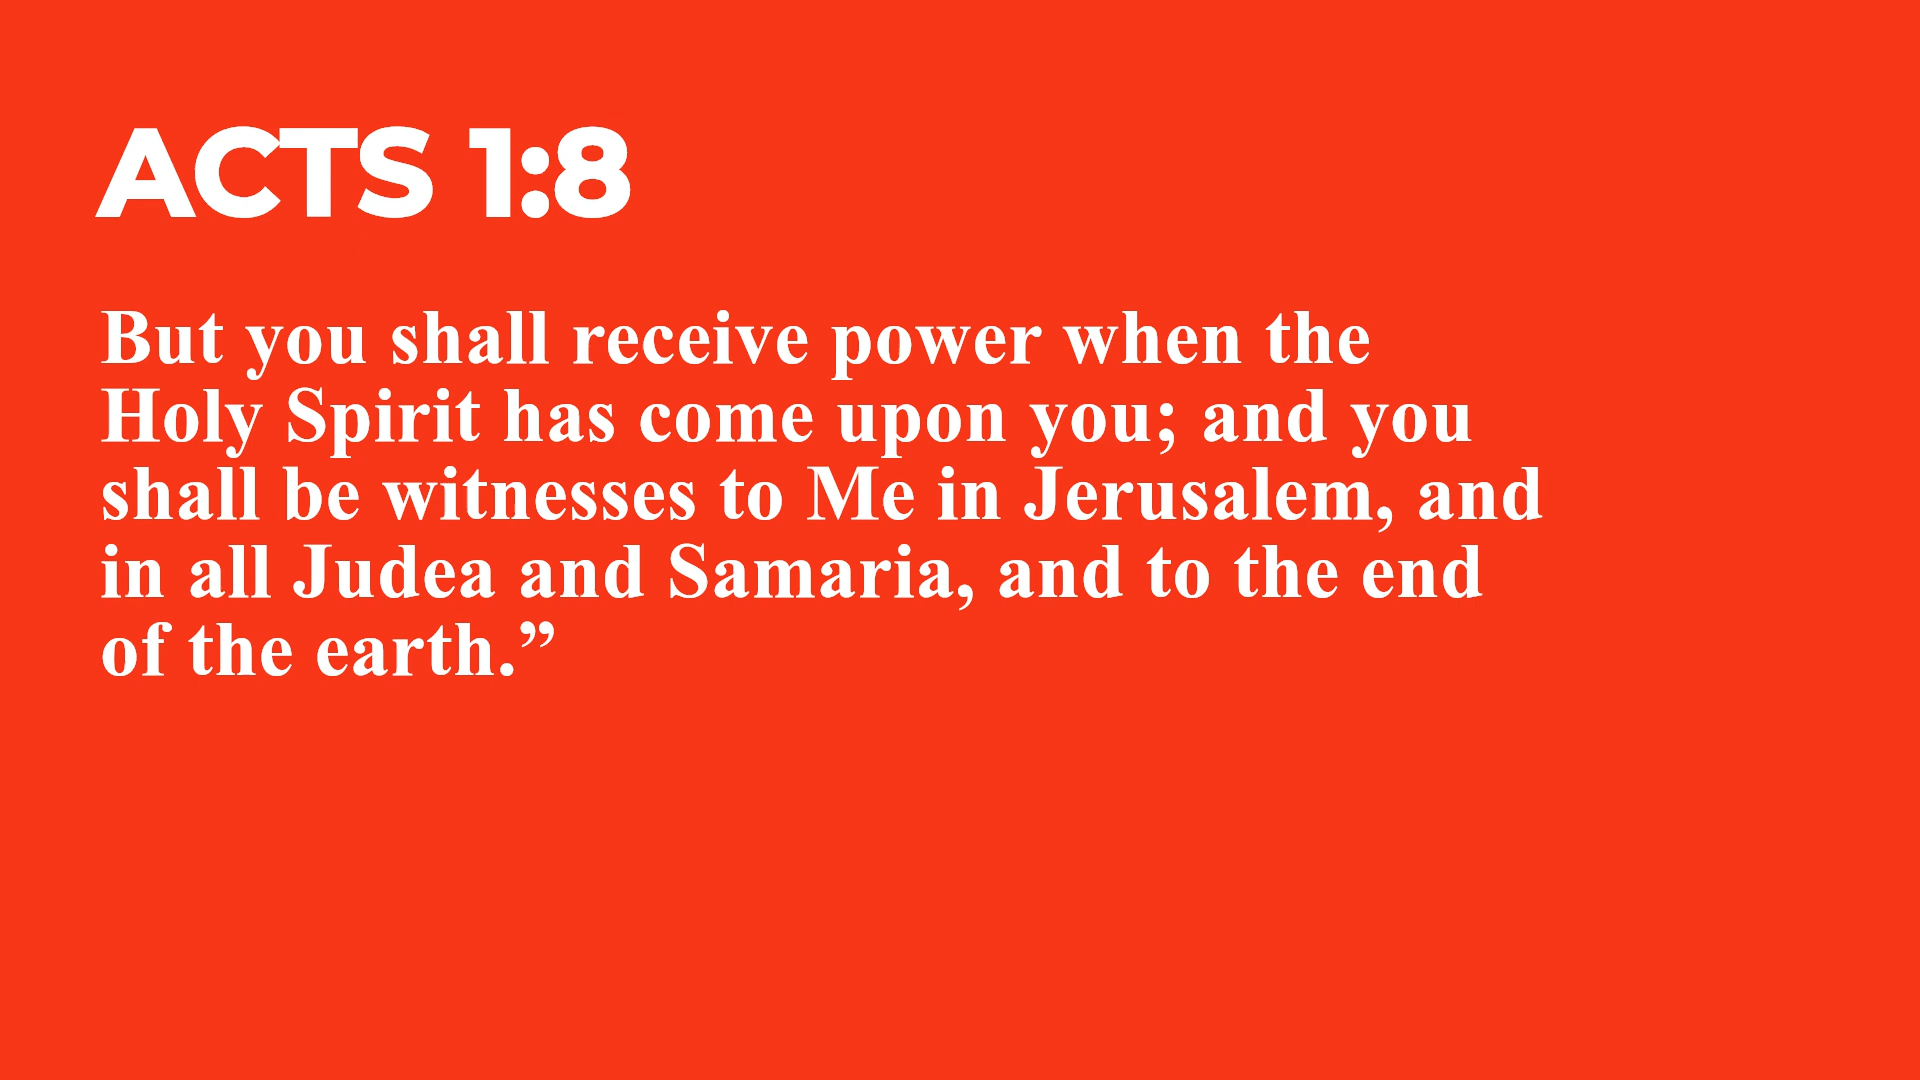 ACTS 1:8
But you shall receive power when the
Holy Spirit has come upon you; and you
shall be witnesses to Me in Jerusalem, and
in all Judea and Samaria, and to the end
of the earth.”